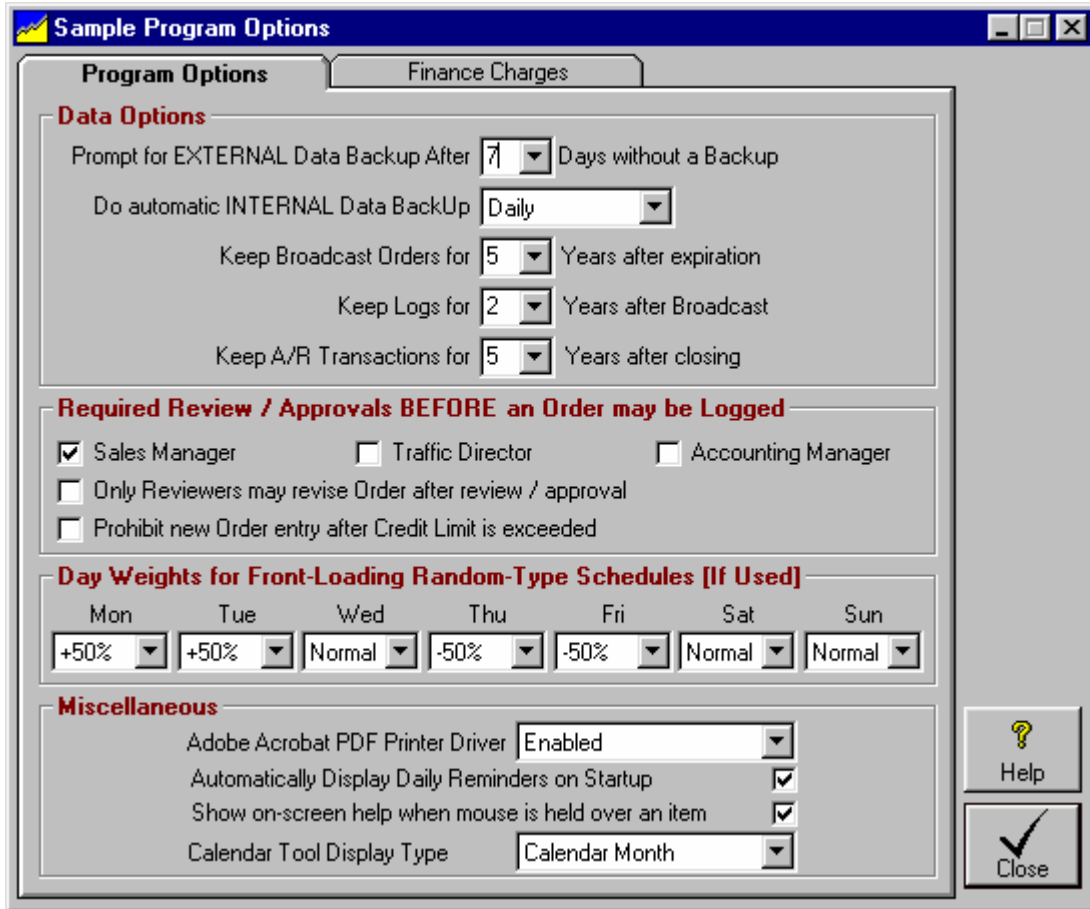 Sample Program Options
Program Options Finance Charges
Data Options
Prompt for EXTERNAL Data Backup After 7 Days without a Backup
Do automatic INTERNAL Data BackUp Daily
Keep Broadcast Orders for 5 Years after expiration
Keep Logs for 2 Years after Broadcast
Keep A/R Transactions for 5 Years after closing
Required Review / Approvals BEFORE an Order may be Logged
Sales Manager Traffic Director Accounting Manager
Only Reviewers may revise Order after review / approval
Prohibit new Order entry after Credit Limit is exceeded
Day Weights for Front-Loading Random-Type Schedules [If Used]
Mon Tue Wed Thu Fri Sat Sun
+50% +50% Normal -50% -50% Normal Normal
Miscellaneous
Adobe Acrobat PDF Printer Driver Enabled
Automatically Display Daily Reminders on Startup
Show on-screen help when mouse is held over an item
Calendar Tool Display Type Calendar Month
Help
Close